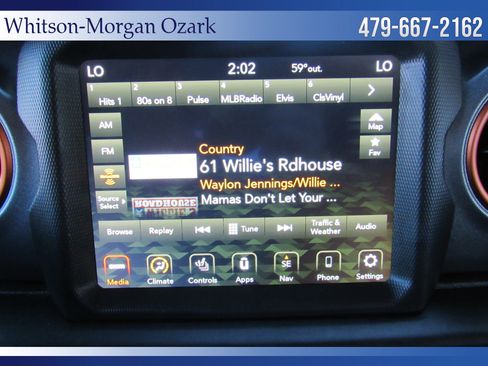 Whitson-Morgan Ozark
479-667-2162
LO 2:02 59°out. LO
1 2 3 4 5 6
Hits 1 80s on 8 Pulse MLBRadio Elvis ClsVinyl
AM
Map
Country
FM
61 Willie's Rdhouse
Fav
Waylon Jennings/Willie ...
Source Select
Mamas Don't Let Your ...
Browse Replay Tune Traffic & Weather Audio
SE
Media Climate Controls Apps Nav Phone Settings